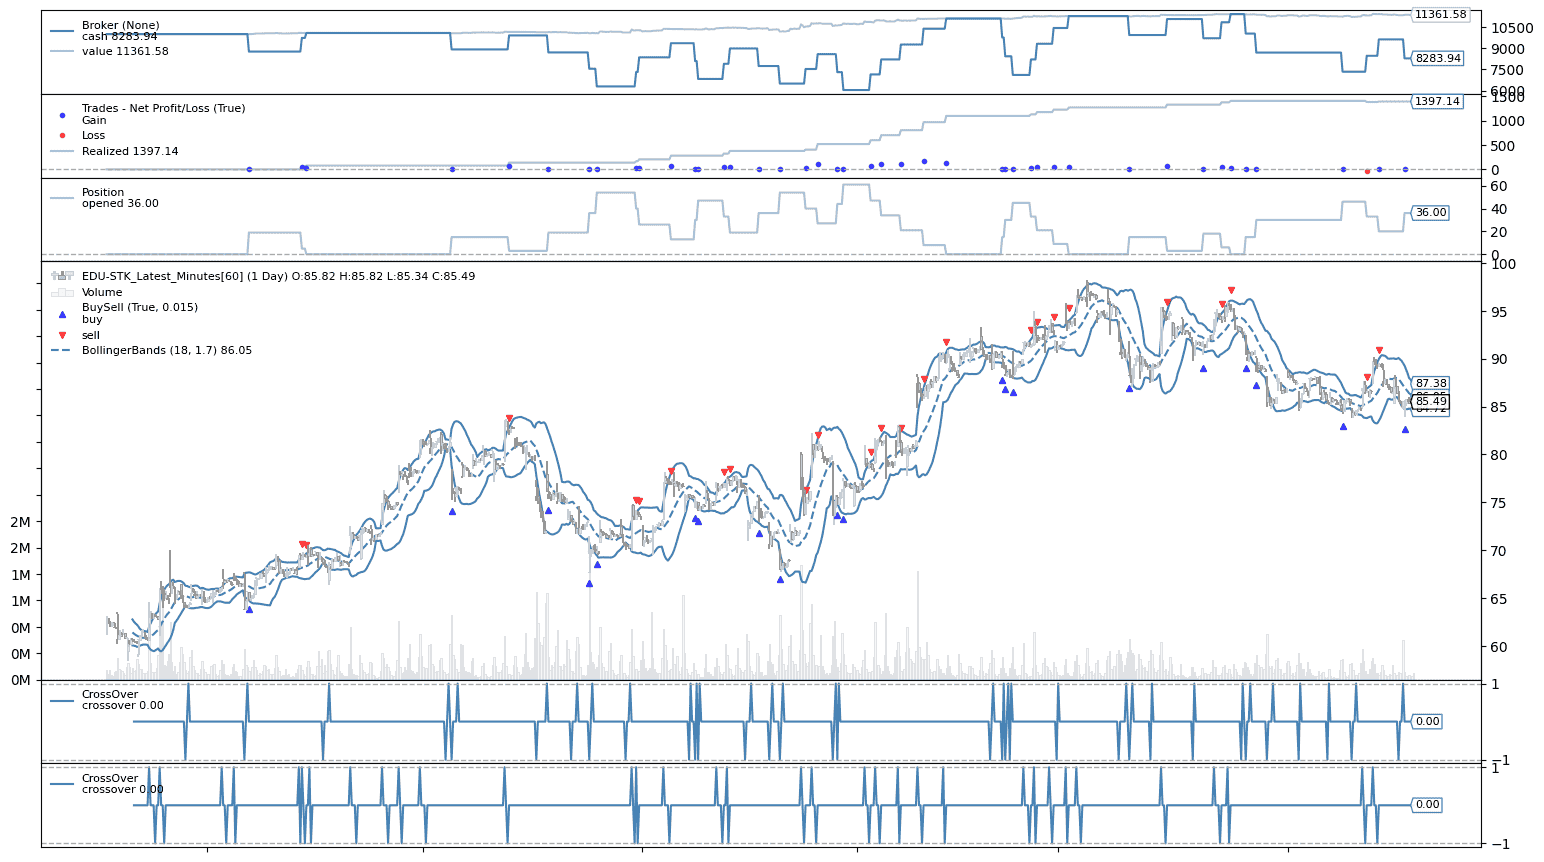 Broker (None)
cash 8283.94
value 11361.58
11361.58
10500
9000
8283.94
7500
6000
Trades - Net Profit/Loss (True)
Gain
Loss
Realized 1397.14
1500
1397.14
1000
500
0
Position
opened 36.00
60
40
36.00
20
0
EDU-STK_Latest_Minutes[60] (1 Day) O:85.82 H:85.82 L:85.34 C:85.49
Volume
BuySell (True, 0.015)
buy
sell
BollingerBands (18, 1.7) 86.05
100
95
90
87.38
86.05
85.49
84.72
85
80
75
70
65
60
2M
2M
1M
1M
0M
0M
0M
CrossOver
crossover 0.00
1
0.00
−1
CrossOver
crossover 0.00
1
0.00
−1